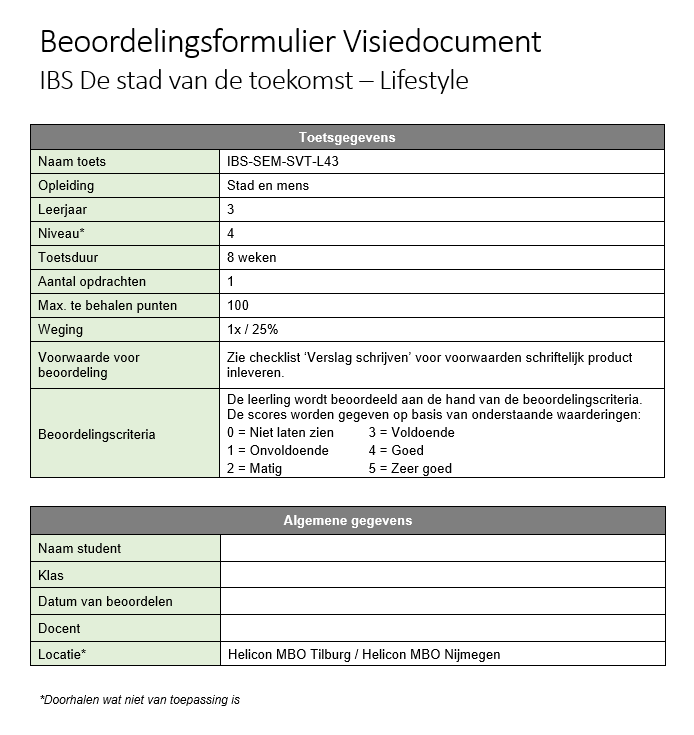 Beoordelingsformulier Visiedocument
IBS De stad van de toekomst – Lifestyle
Toetsgegevens
Naam toets IBS-SEM-SVT-L43
Opleiding Stad en mens
Leerjaar 3
Niveau* 4
Toetsduur 8 weken
Aantal opdrachten 1
Max. te behalen punten 100
Weging 1x / 25%
Voorwaarde voor
beoordeling
Zie checklist ‘Verslag schrijven’ voor voorwaarden schriftelijk product
inleveren.
Beoordelingscriteria
De leerling wordt beoordeeld aan de hand van de beoordelingscriteria.
De scores worden gegeven op basis van onderstaande waarderingen:
0 = Niet laten zien 3 = Voldoende
1 = Onvoldoende 4 = Goed
2 = Matig 5 = Zeer goed
Algemene gegevens
Naam student
Klas
Datum van beoordelen
Docent
Locatie* Helicon MBO Tilburg / Helicon MBO Nijmegen
*Doorhalen wat niet van toepassing is